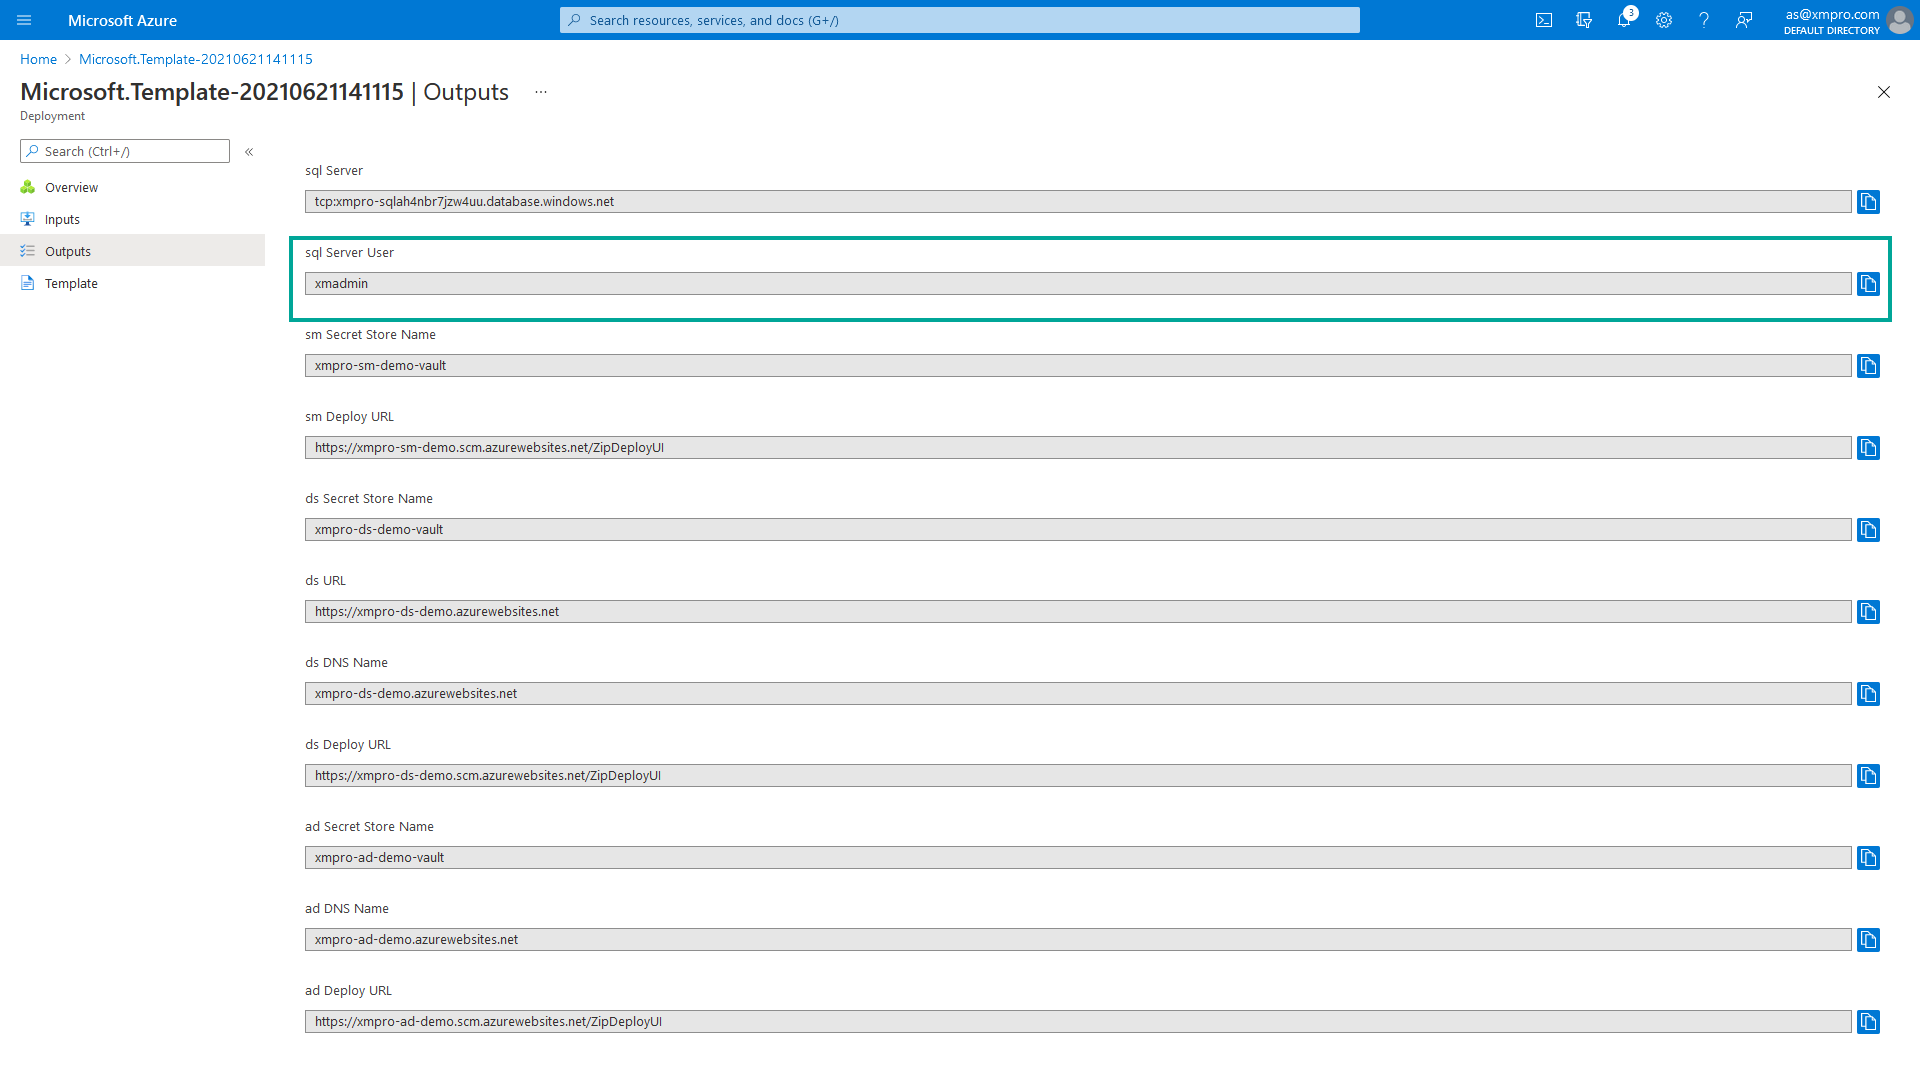 Microsoft Azure
Search resources, services, and docs (G+/)
3
as@xmpro.com
DEFAULT DIRECTORY
Home > Microsoft.Template-20210621141115
Microsoft.Template-20210621141115 | Outputs ...
Deployment
Search (Ctrl+/)
«
Overview
Inputs
Outputs
Template
sql Server
tcp:xmpro-sqlah4nbr7jzw4uu.database.windows.net
sql Server User
xmadmin
sm Secret Store Name
xmpro-sm-demo-vault
sm Deploy URL
https://xmpro-sm-demo.scm.azurewebsites.net/ZipDeployUI
ds Secret Store Name
xmpro-ds-demo-vault
ds URL
https://xmpro-ds-demo.azurewebsites.net
ds DNS Name
xmpro-ds-demo.azurewebsites.net
ds Deploy URL
https://xmpro-ds-demo.scm.azurewebsites.net/ZipDeployUI
ad Secret Store Name
xmpro-ad-demo-vault
ad DNS Name
xmpro-ad-demo.azurewebsites.net
ad Deploy URL
https://xmpro-ad-demo.scm.azurewebsites.net/ZipDeployUI